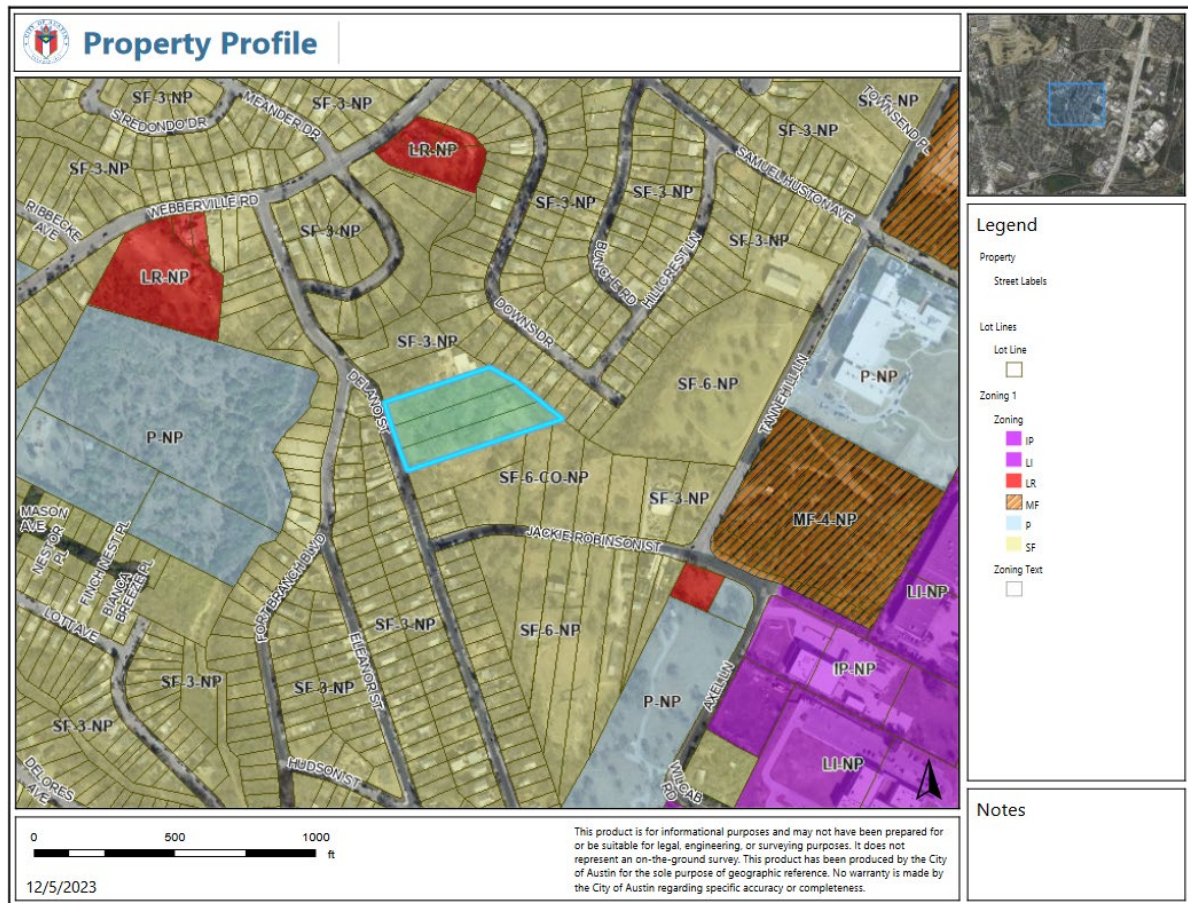 Property Profile
SF-3-NP
MEANDER DR
SF-3-NP
SF-6-NP
TOWNSEND PL
S REDONDO DR
LR-NP
SF-3-NP
SF-3-NP
SAMUEL HUSTON AVE
SF-3-NP
RIBBECKE AVE
WEBBERVILLE RD
SF-3-NP
SF-3-NP
SF-3-NP
BUNCHE RD
HILLCREST LN
LR-NP
DOWNS DR
SF-3-NP
DELANO ST
SF-6-NP
TANNEHILL LN
P-NP
P-NP
SF-6-CO-NP
SF-3-NP
MF-4-NP
MASON AVE
NESTOR PL
FINCH NEST PL
BIANCA BREEZE PL
JACKIE ROBINSON ST
LOTT AVE
FORT BRANCH BLVD
LI-NP
SF-3-NP
SF-6-NP
ELEANOR ST
SF-3-NP
SF-3-NP
P-NP
AXEL LN
IP-NP
SF-3-NP
HUDSON ST
LI-NP
DELORES AVE
WILCAB RD
Legend
Property
Street Labels
Lot Lines
Lot Line
Zoning 1
Zoning
IP
LI
LR
MF
P
SF
Zoning Text
Notes
0 500 1000
ft
12/5/2023
This product is for informational purposes and may not have been prepared for
or be suitable for legal, engineering, or surveying purposes. It does not
represent an on-the-ground survey. This product has been produced by the City
of Austin for the sole purpose of geographic reference. No warranty is made by
the City of Austin regarding specific accuracy or completeness.